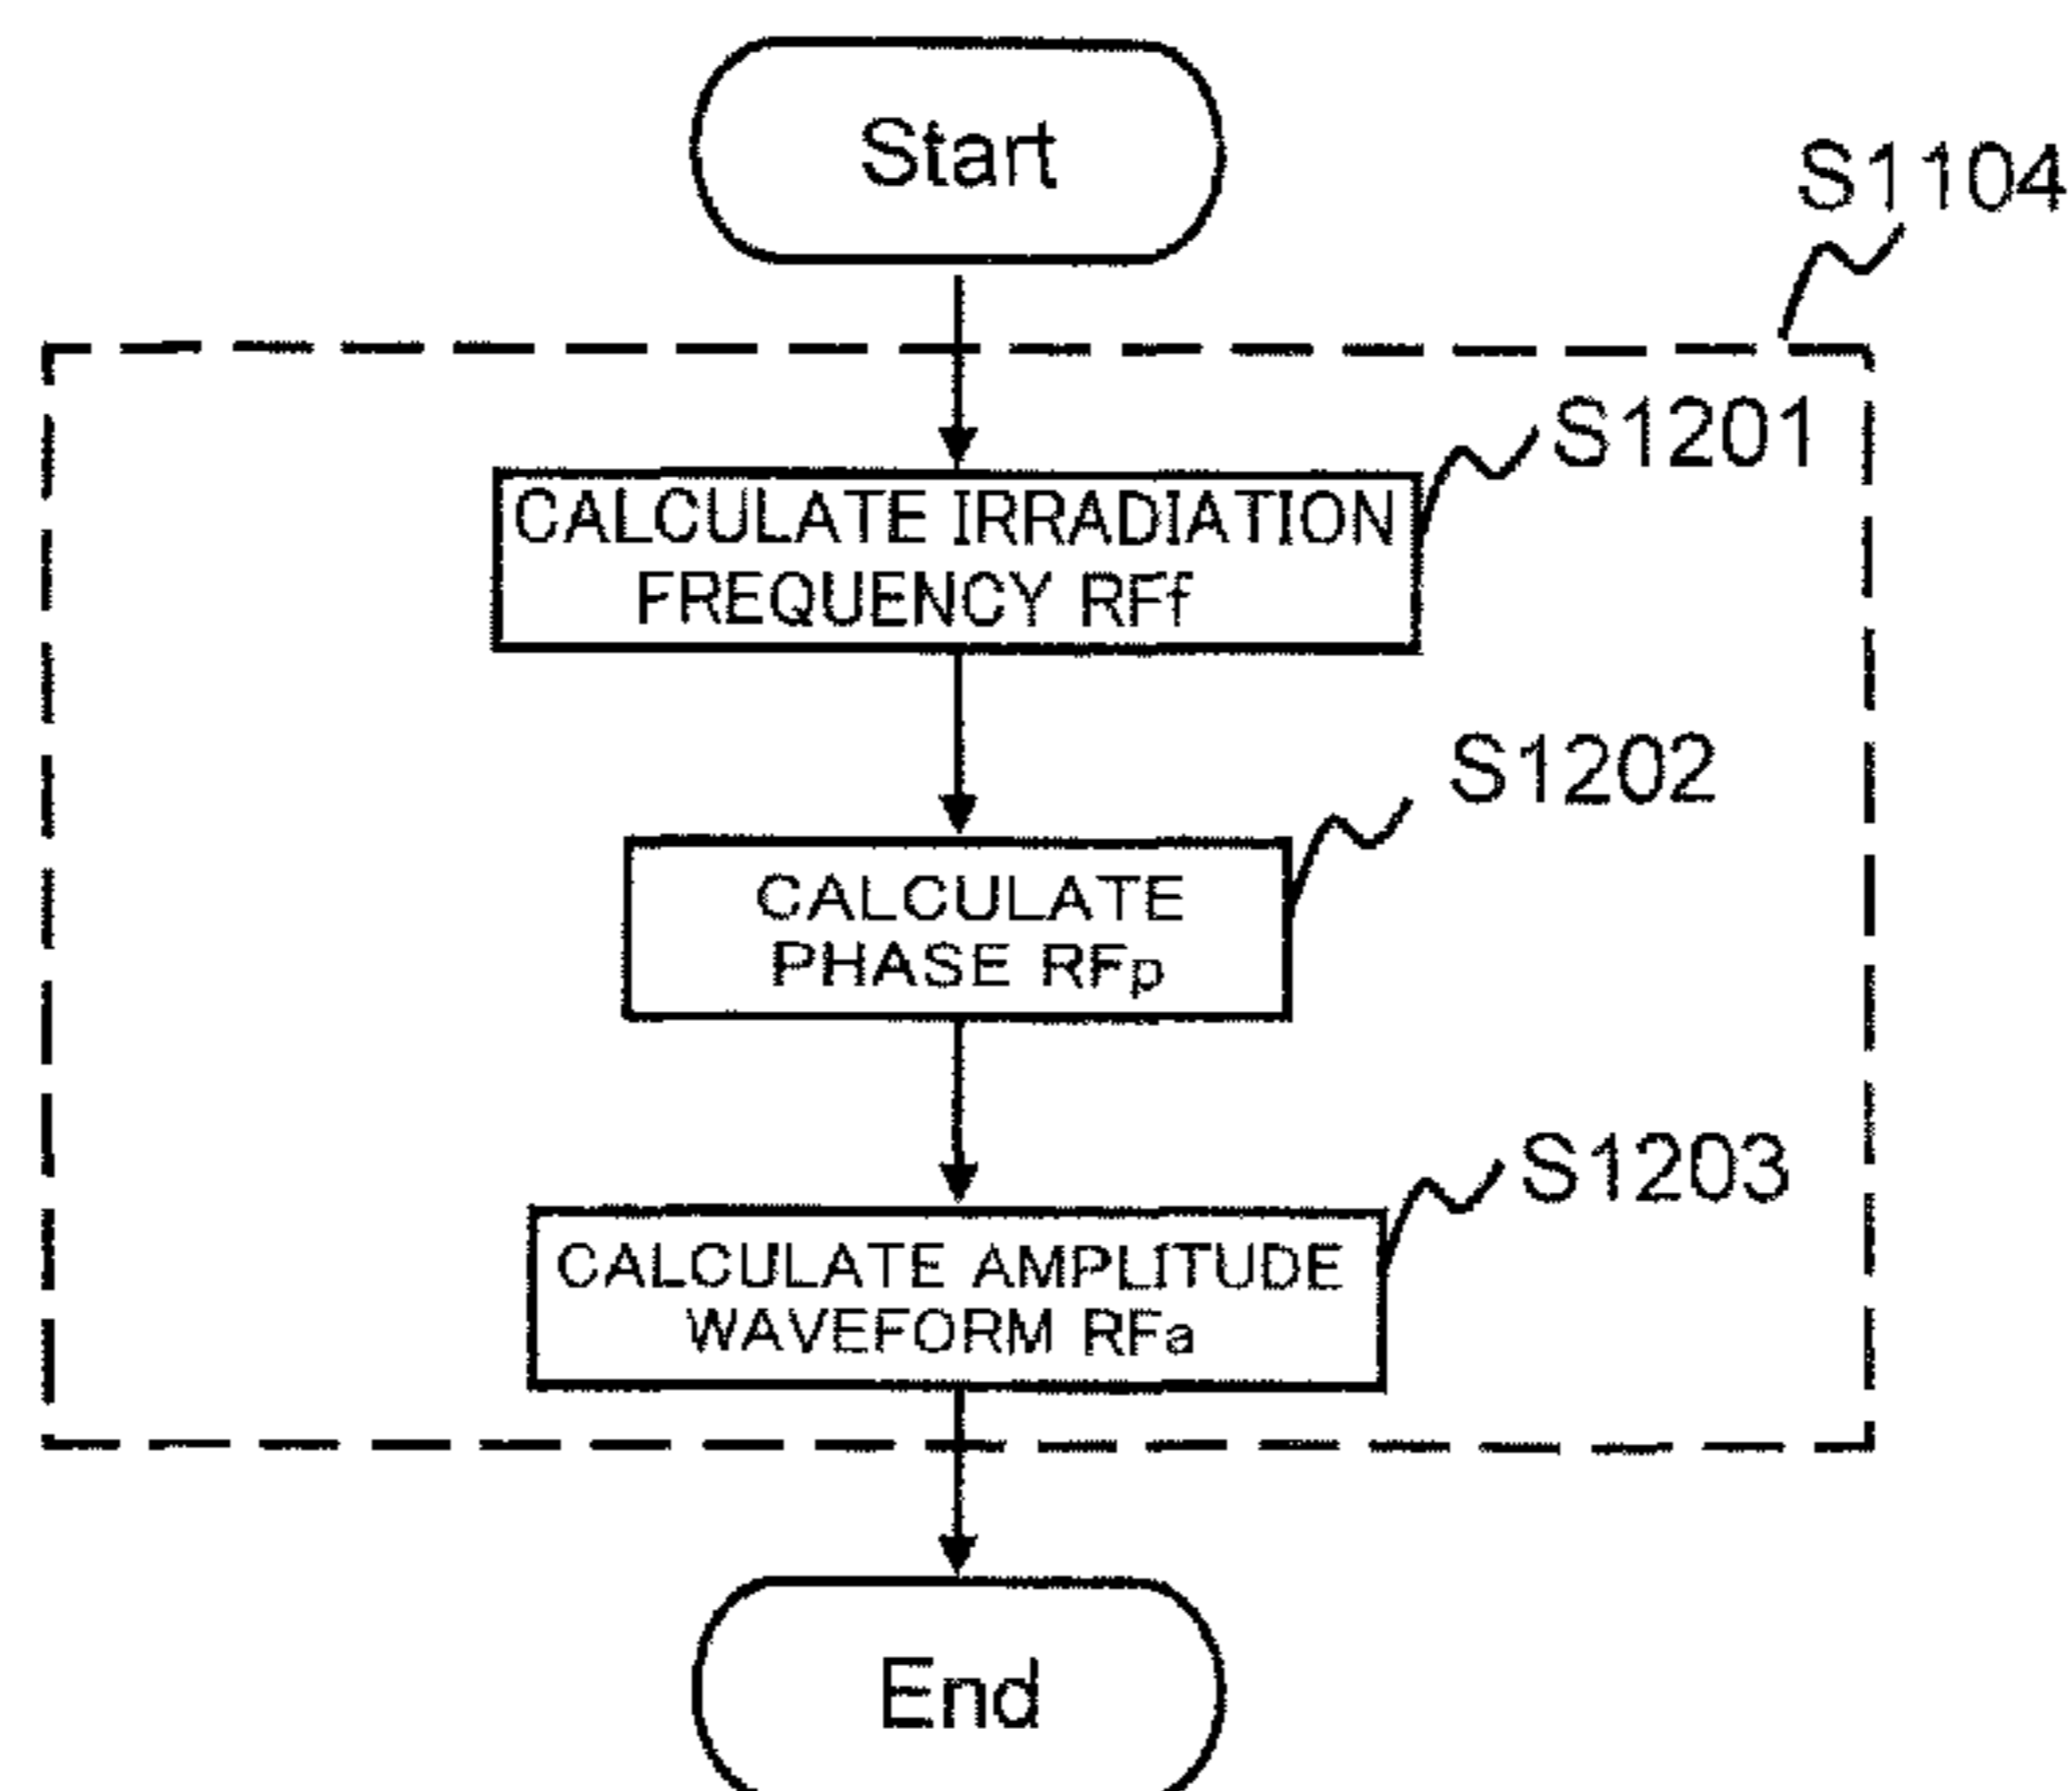 Start
S1104
S1201
CALCULATE IRRADIATION
FREQUENCY RFf
S1202
CALCULATE
PHASE RFp
S1203
CALCULATE AMPLITUDE
WAVEFORM RFa
End